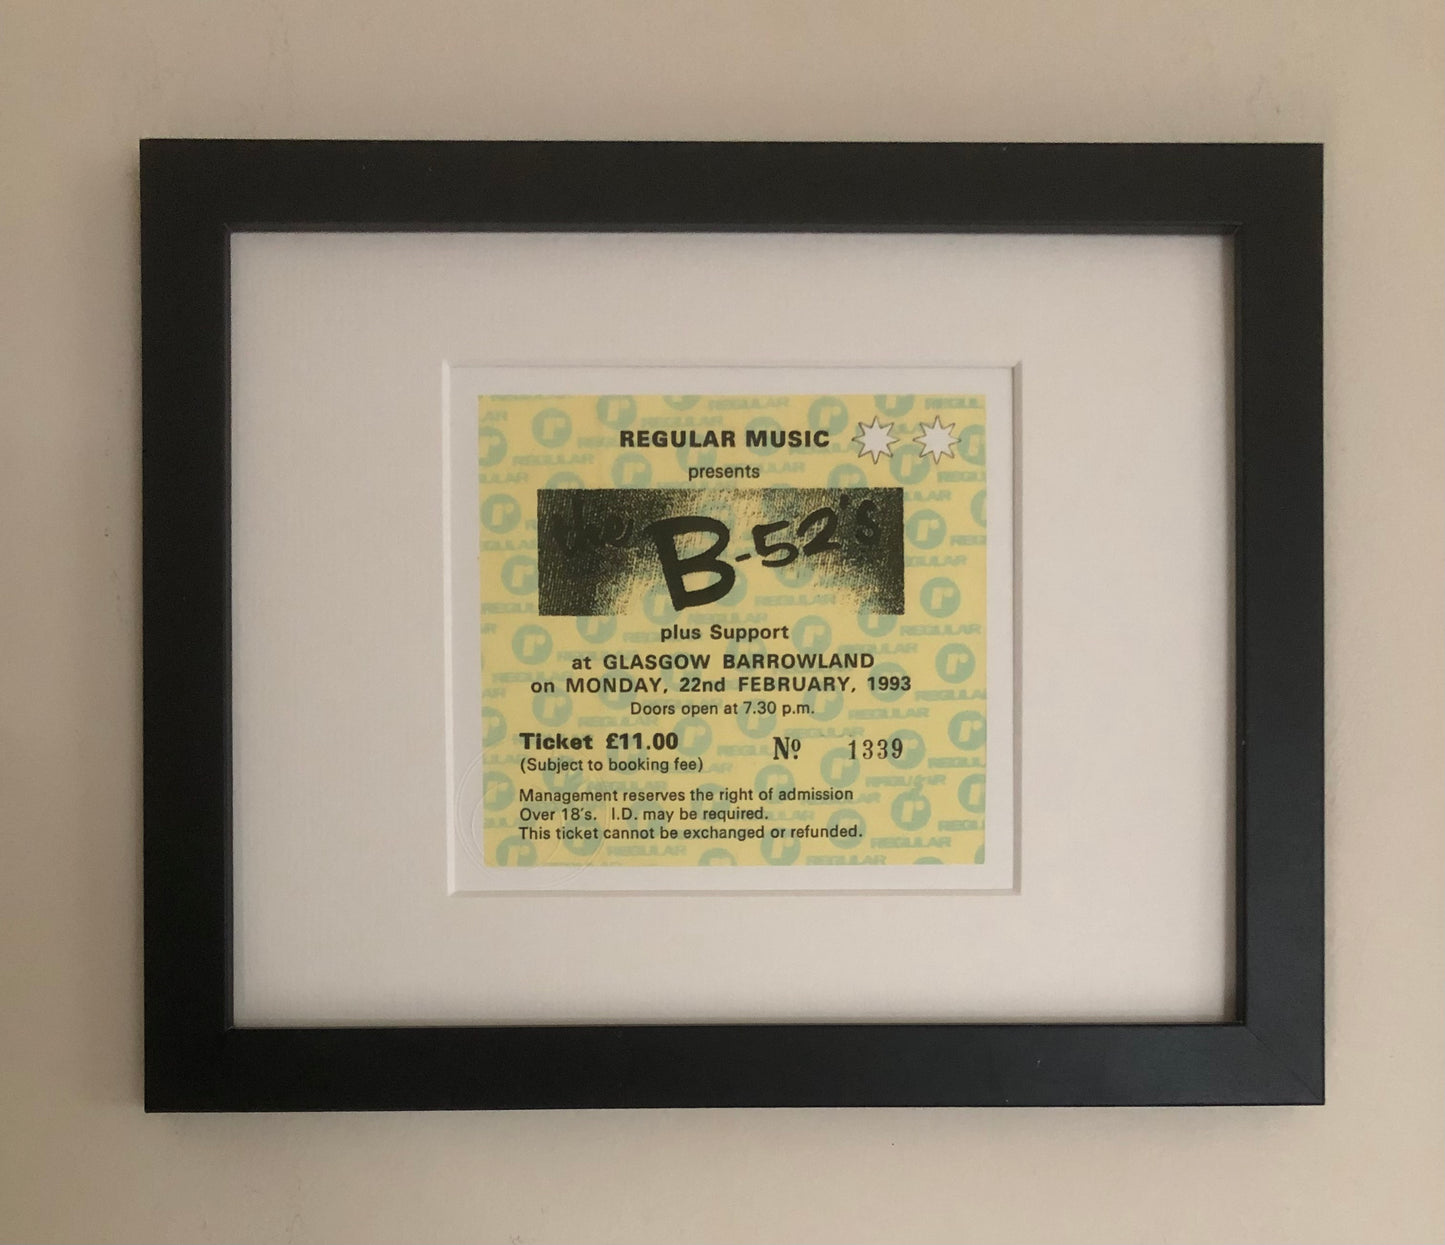 REGULAR MUSIC
presents
the B-52's
plus Support
at GLASGOW BARROWLAND
on MONDAY, 22nd FEBRUARY, 1993
Doors open at 7.30 p.m.
Ticket £11.00
(Subject to booking fee)
Nº 1339
Management reserves the right of admission
Over 18's. I.D. may be required.
This ticket cannot be exchanged or refunded.